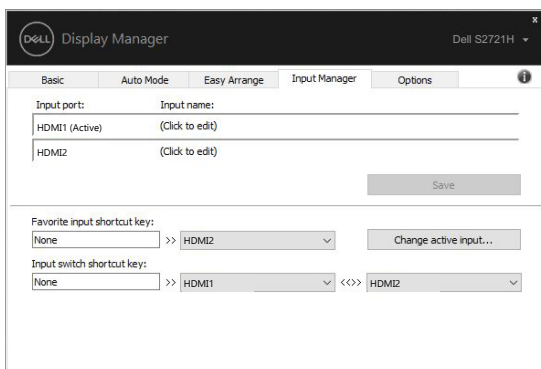 x
DELL Display Manager Dell S2721H
Basic Auto Mode Easy Arrange Input Manager Options i
Input port: Input name:
HDMI1 (Active) (Click to edit)
HDMI2 (Click to edit)
Save
Favorite input shortcut key:
None >> HDMI2 Change active input...
Input switch shortcut key:
None >> HDMI1 <<>> HDMI2